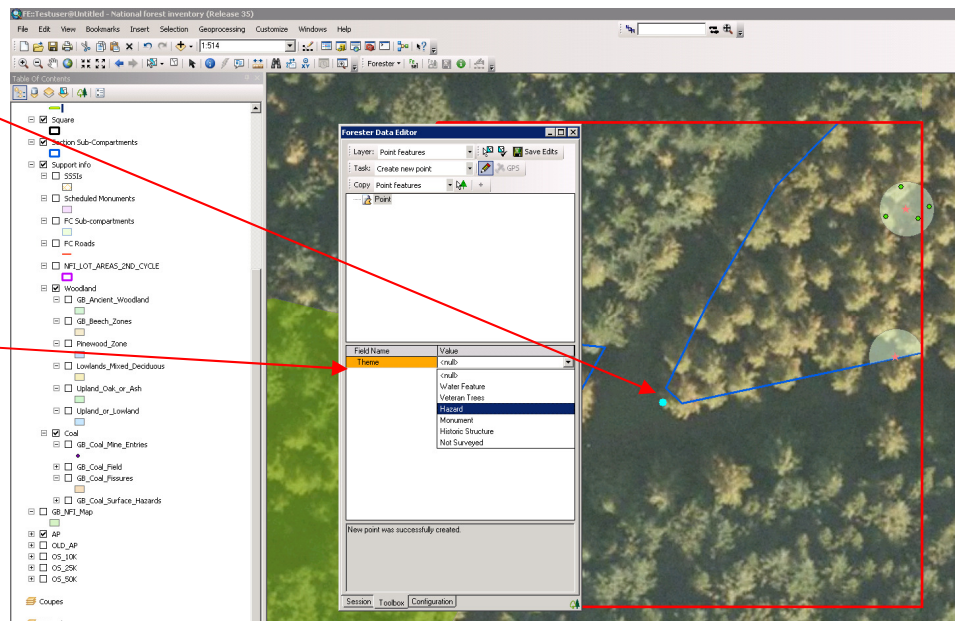 FE:Testuser@Untitled - National forest inventory (Release 35)
File Edit View Bookmarks Insert Selection Geoprocessing Customize Windows Help
1:514
Forester
Table Of Contents
Square
Section Sub-Compartments
Support info
SSSIs
Scheduled Monuments
FC Sub-compartments
FC Roads
NFI_LOT_AREAS_2ND_CYCLE
Woodland
GB_Ancient_Woodland
GB_Beech_Zones
Pinewood_Zone
Lowlands_Mixed_Deciduous
Upland_Oak_or_Ash
Upland_or_Lowland
Coal
GB_Coal_Mine_Entries
GB_Coal_Field
GB_Coal_Fissures
GB_Coal_Surface_Hazards
GB_NFI_Map
AP
OLD_AP
OS_10K
OS_25K
OS_50K
Coupes
Forester Data Editor
Layer: Point features Save Edits
Task: Create new point GPS
Copy Point features
Point
Field Name Value
Theme <null>
<null>
Water Feature
Veteran Trees
Hazard
Monument
Historic Structure
Not Surveyed
New point was successfully created.
Session Toolbox Configuration